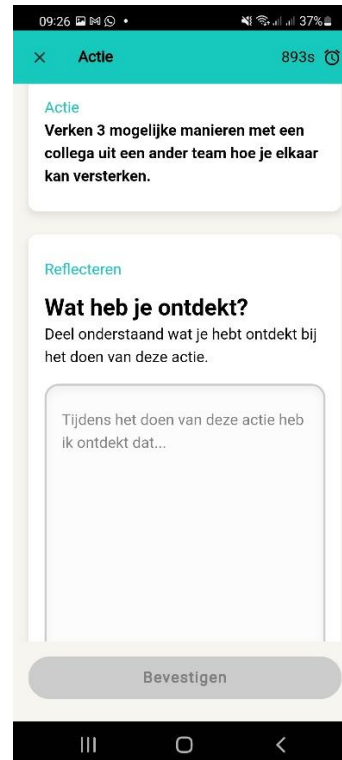 09:26 37%
Actie 893s
Actie
Verken 3 mogelijke manieren met een
collega uit een ander team hoe je elkaar
kan versterken.
Reflecteren
Wat heb je ontdekt?
Deel onderstaand wat je hebt ontdekt bij
het doen van deze actie.
Tijdens het doen van deze actie heb
ik ontdekt dat...
Bevestigen